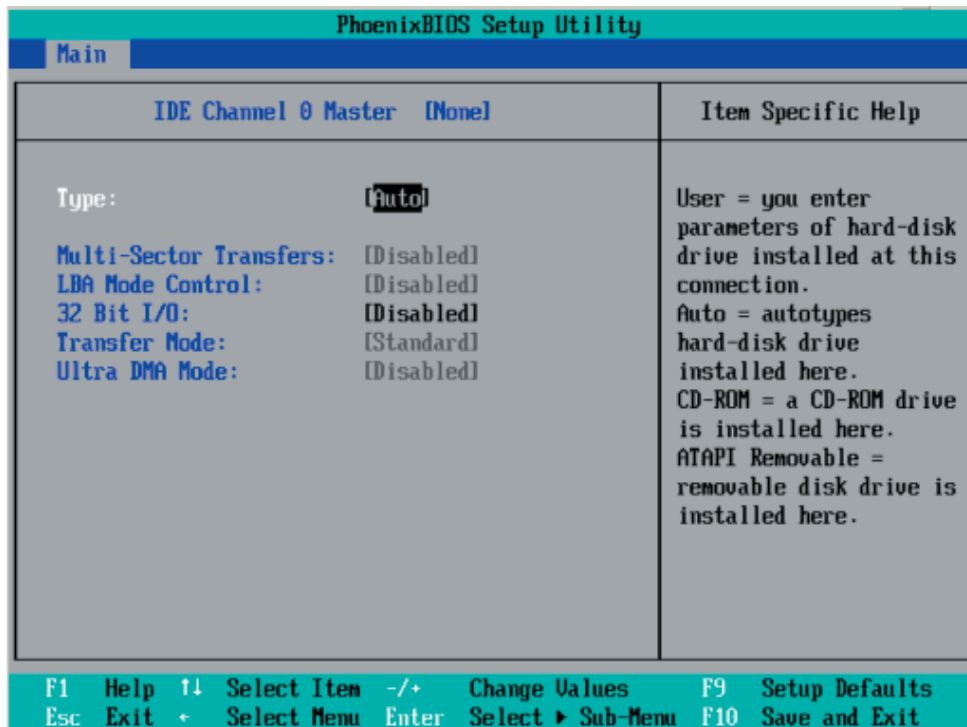 PhoenixBIOS Setup Utility
Main
IDE Channel 0 Master [None]
Item Specific Help
Type: [Auto]
Multi-Sector Transfers: [Disabled]
LBA Mode Control: [Disabled]
32 Bit I/O: [Disabled]
Transfer Mode: [Standard]
Ultra DMA Mode: [Disabled]
User = you enter
parameters of hard-disk
drive installed at this
connection.
Auto = autotypes
hard-disk drive
installed here.
CD-ROM = a CD-ROM drive
is installed here.
ATAPI Removable =
removable disk drive is
installed here.
F1 Help ↑↓ Select Item -/+ Change Values F9 Setup Defaults
Esc Exit ← Select Menu Enter Select ▶ Sub-Menu F10 Save and Exit